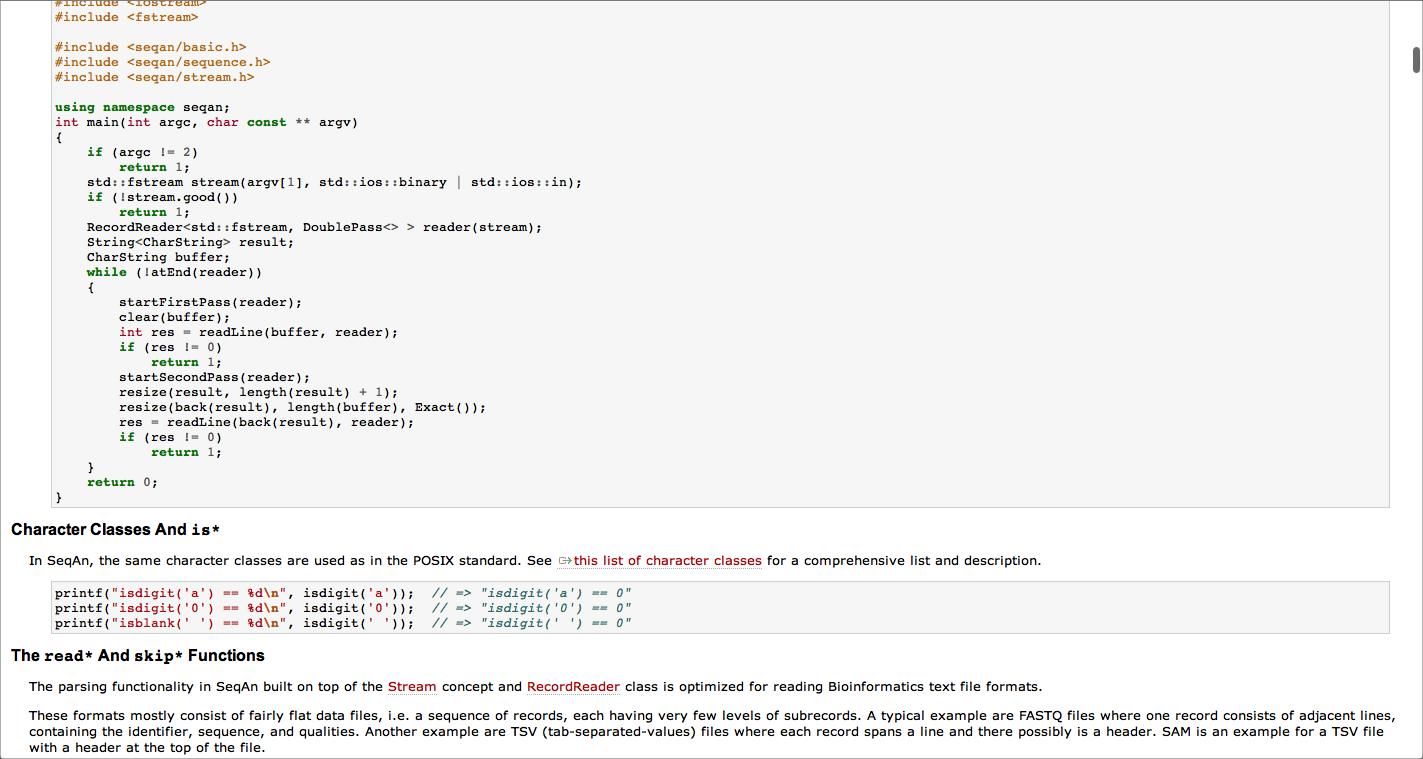 #include <iostream>
#include <fstream>
#include <seqan/basic.h>
#include <seqan/sequence.h>
#include <seqan/stream.h>
using namespace seqan;
int main(int argc, char const ** argv)
{
    if (argc != 2)
        return 1;
    std::fstream stream(argv[1], std::ios::binary | std::ios::in);
    if (!stream.good())
        return 1;
    RecordReader<std::fstream, DoublePass<> > reader(stream);
    String<CharString> result;
    CharString buffer;
    while (!atEnd(reader))
    {
        startFirstPass(reader);
        clear(buffer);
        int res = readLine(buffer, reader);
        if (res != 0)
            return 1;
        startSecondPass(reader);
        resize(result, length(result) + 1);
        resize(back(result), length(buffer), Exact());
        res = readLine(back(result), reader);
        if (res != 0)
            return 1;
    }
    return 0;
}
Character Classes And is*
In SeqAn, the same character classes are used as in the POSIX standard. See this list of character classes for a comprehensive list and description.
printf("isdigit('a') == %d\n", isdigit('a'));  // => "isdigit('a') == 0"
printf("isdigit('0') == %d\n", isdigit('0'));  // => "isdigit('0') == 0"
printf("isblank(' ') == %d\n", isdigit(' '));  // => "isdigit(' ') == 0"
The read* And skip* Functions
The parsing functionality in SeqAn built on top of the Stream concept and RecordReader class is optimized for reading Bioinformatics text file formats.
These formats mostly consist of fairly flat data files, i.e. a sequence of records, each having very few levels of subrecords. A typical example are FASTQ files where one record consists of adjacent lines,
containing the identifier, sequence, and qualities. Another example are TSV (tab-separated-values) files where each record spans a line and there possibly is a header. SAM is an example for a TSV file
with a header at the top of the file.